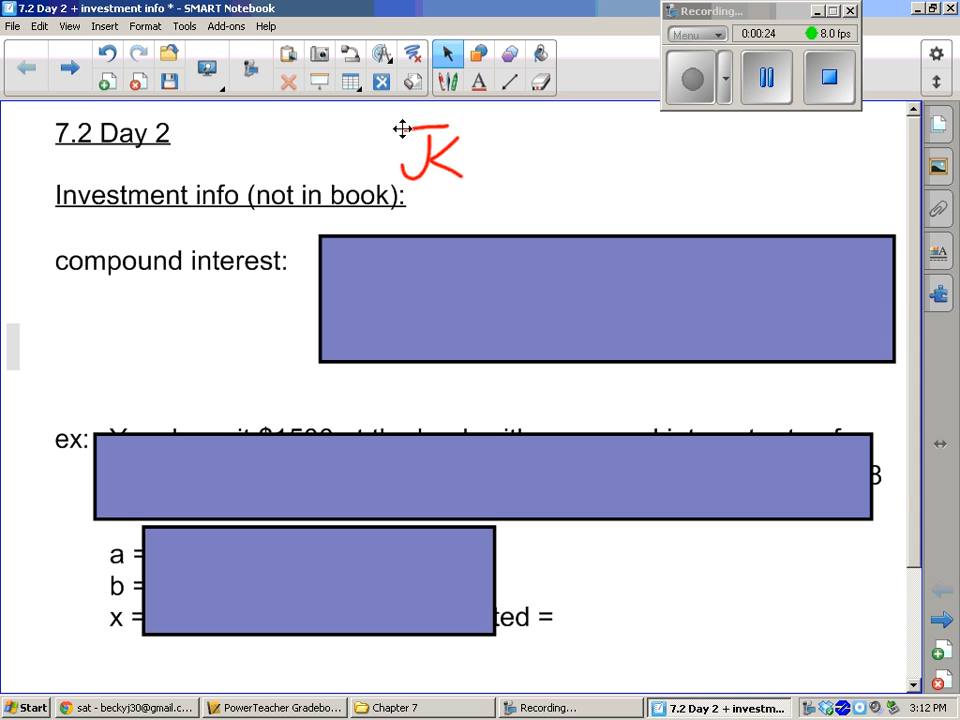 7.2 Day 2 + investment info * - SMART Notebook
Recording...
File Edit View Insert Format Tools Add-ons Help
Menu 0:00:24 8.0 fps
7.2 Day 2
JK
Investment info (not in book):
compound interest:
ex:
8
a =
b =
x = ted =
Start sat - beckyj30@gmail.c... PowerTeacher Gradebo... Chapter 7 Recording... 7.2 Day 2 + investm... 3:12 PM